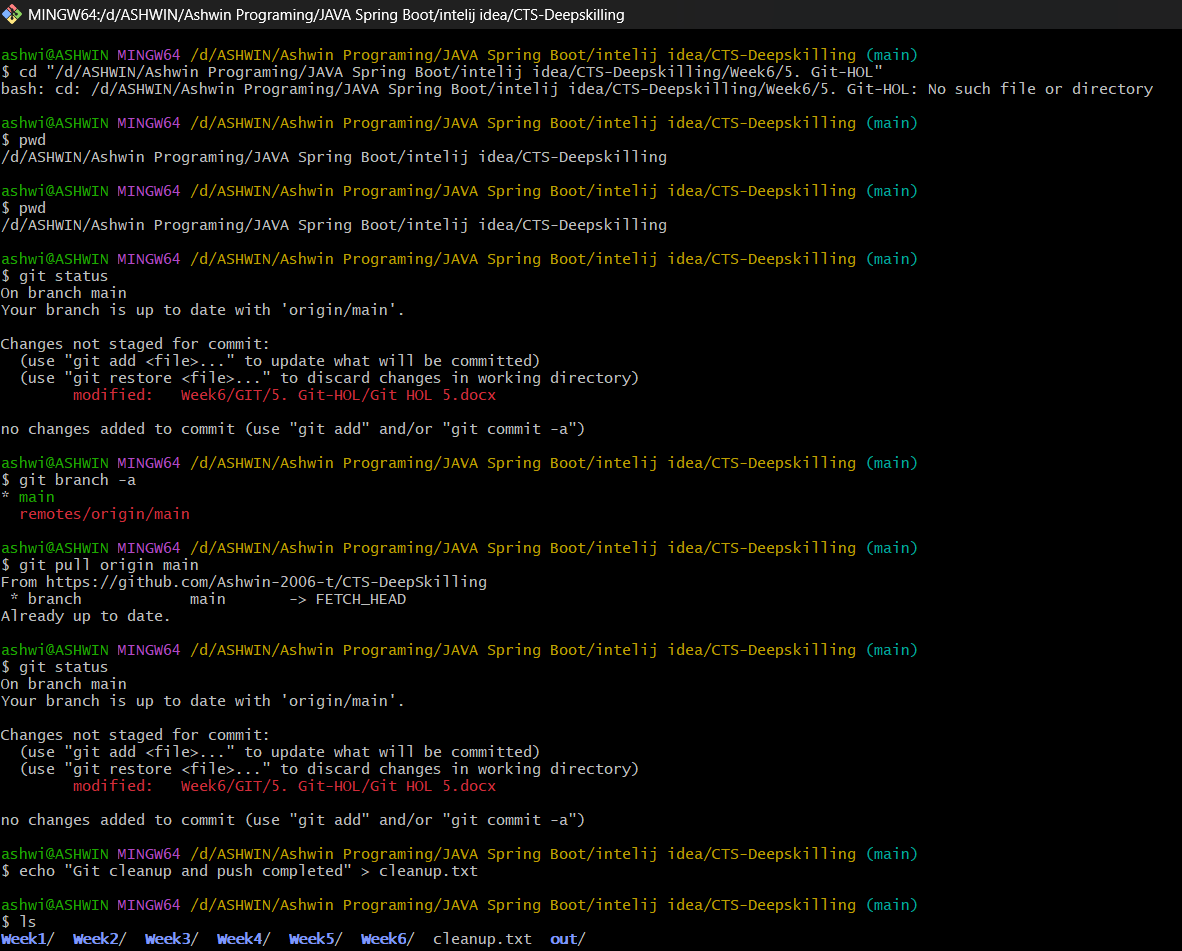 MINGW64:/d/ASHWIN/Ashwin Programing/JAVA Spring Boot/intelij idea/CTS-Deepskilling
ashwi@ASHWIN MINGW64 /d/ASHWIN/Ashwin Programing/JAVA Spring Boot/intelij idea/CTS-Deepskilling (main)
$ cd "/d/ASHWIN/Ashwin Programing/JAVA Spring Boot/intelij idea/CTS-Deepskilling/Week6/5. Git-HOL"
bash: cd: /d/ASHWIN/Ashwin Programing/JAVA Spring Boot/intelij idea/CTS-Deepskilling/Week6/5. Git-HOL: No such file or directory
ashwi@ASHWIN MINGW64 /d/ASHWIN/Ashwin Programing/JAVA Spring Boot/intelij idea/CTS-Deepskilling (main)
$ pwd
/d/ASHWIN/Ashwin Programing/JAVA Spring Boot/intelij idea/CTS-Deepskilling
ashwi@ASHWIN MINGW64 /d/ASHWIN/Ashwin Programing/JAVA Spring Boot/intelij idea/CTS-Deepskilling (main)
$ pwd
/d/ASHWIN/Ashwin Programing/JAVA Spring Boot/intelij idea/CTS-Deepskilling
ashwi@ASHWIN MINGW64 /d/ASHWIN/Ashwin Programing/JAVA Spring Boot/intelij idea/CTS-Deepskilling (main)
$ git status
On branch main
Your branch is up to date with 'origin/main'.
Changes not staged for commit:
  (use "git add <file>..." to update what will be committed)
  (use "git restore <file>..." to discard changes in working directory)
        modified:   Week6/GIT/5. Git-HOL/Git HOL 5.docx
no changes added to commit (use "git add" and/or "git commit -a")
ashwi@ASHWIN MINGW64 /d/ASHWIN/Ashwin Programing/JAVA Spring Boot/intelij idea/CTS-Deepskilling (main)
$ git branch -a
* main
  remotes/origin/main
ashwi@ASHWIN MINGW64 /d/ASHWIN/Ashwin Programing/JAVA Spring Boot/intelij idea/CTS-Deepskilling (main)
$ git pull origin main
From https://github.com/Ashwin-2006-t/CTS-DeepSkilling
 * branch            main       -> FETCH_HEAD
Already up to date.
ashwi@ASHWIN MINGW64 /d/ASHWIN/Ashwin Programing/JAVA Spring Boot/intelij idea/CTS-Deepskilling (main)
$ git status
On branch main
Your branch is up to date with 'origin/main'.
Changes not staged for commit:
  (use "git add <file>..." to update what will be committed)
  (use "git restore <file>..." to discard changes in working directory)
        modified:   Week6/GIT/5. Git-HOL/Git HOL 5.docx
no changes added to commit (use "git add" and/or "git commit -a")
ashwi@ASHWIN MINGW64 /d/ASHWIN/Ashwin Programing/JAVA Spring Boot/intelij idea/CTS-Deepskilling (main)
$ echo "Git cleanup and push completed" > cleanup.txt
ashwi@ASHWIN MINGW64 /d/ASHWIN/Ashwin Programing/JAVA Spring Boot/intelij idea/CTS-Deepskilling (main)
$ ls
Week1/  Week2/  Week3/  Week4/  Week5/  Week6/  cleanup.txt  out/